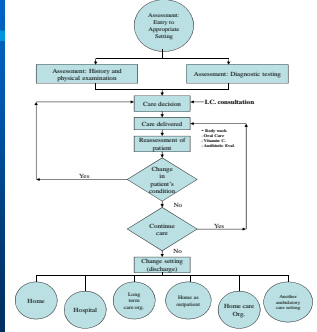 Assessment:
Entry to
Appropriate
Setting
Assessment: History and
physical examination
Assessment: Diagnostic testing
Care decision
I.C. consultation
Care delivered
• Body wash
-Oral Care
-Vitamin C.
-Antibiotic Eval.
Reassessment of
patient
Yes
Change
in
patient's
condition
No
Continue
care
Yes
No
Change setting
(discharge)
Home
Hospital
Long
term
care org.
Home as
outpatient
Home care
Org.
Another
ambulatory
care setting